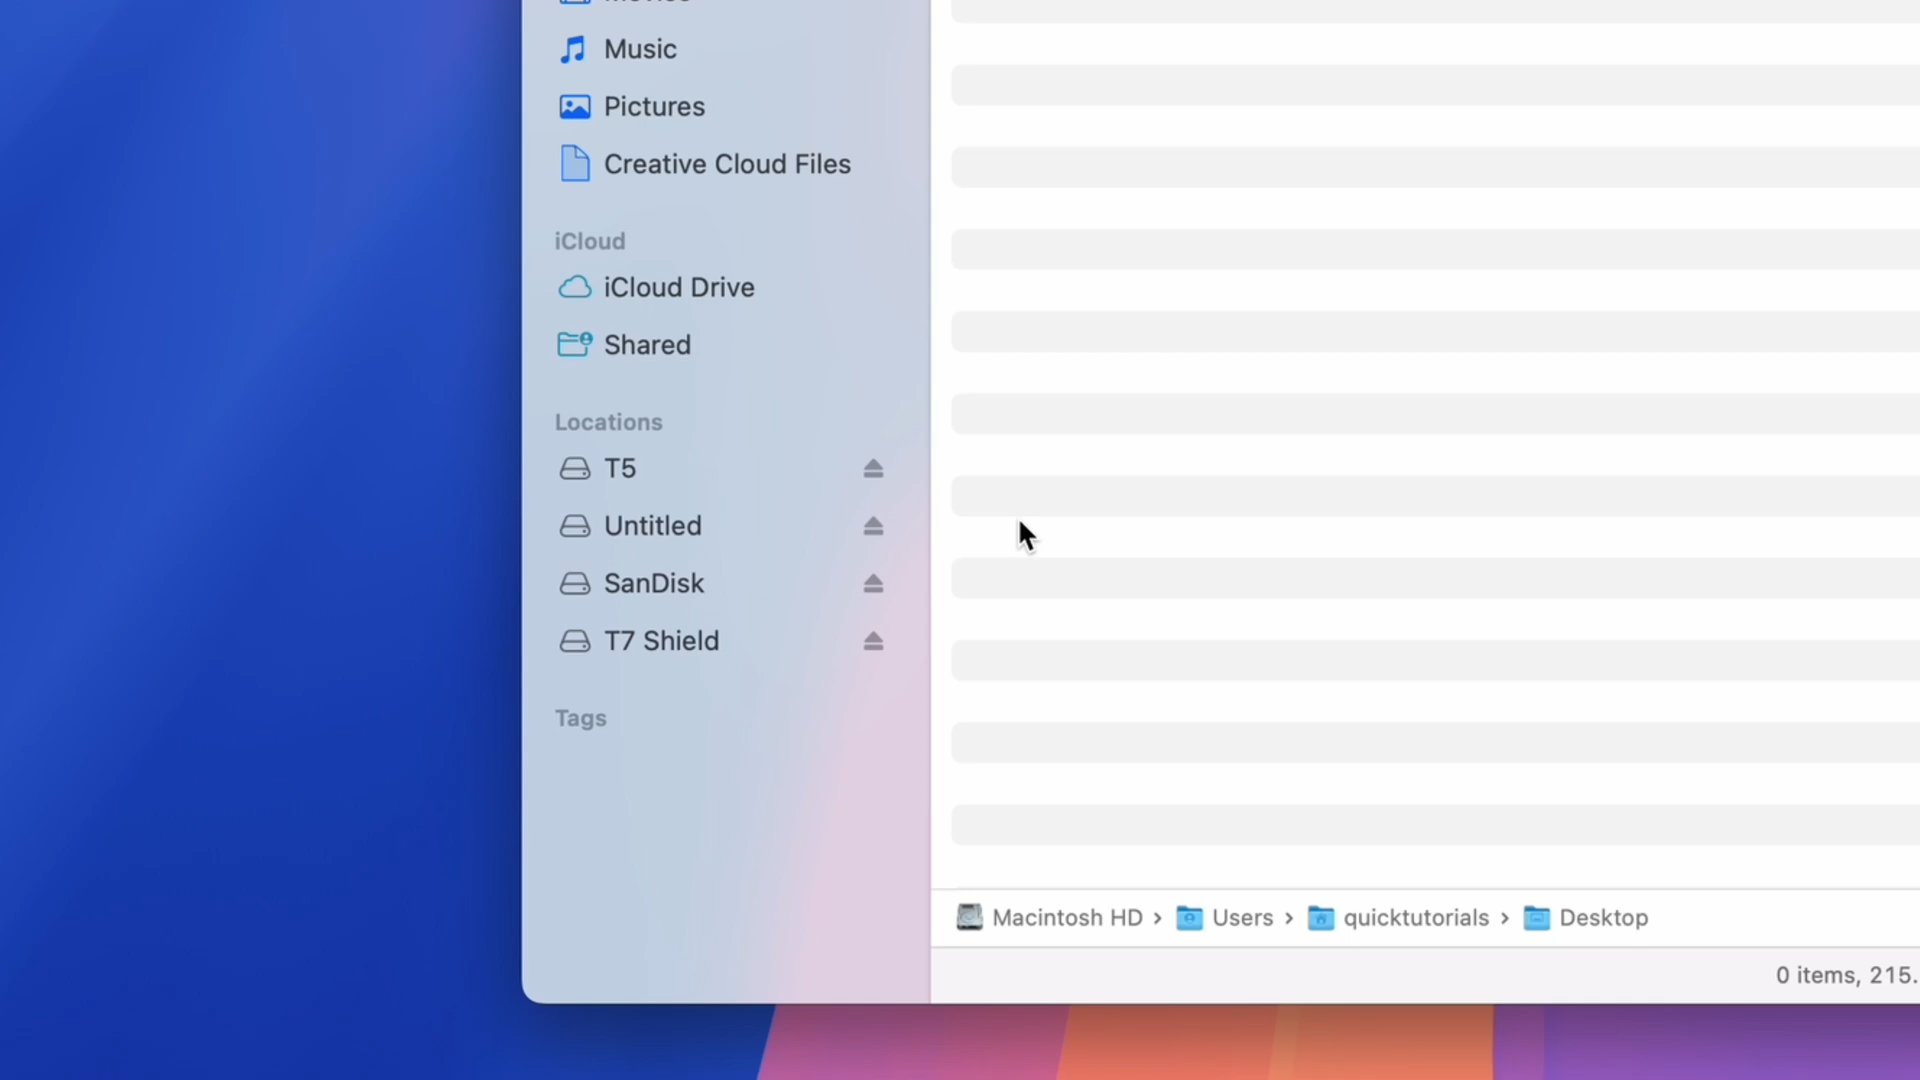 Music
Pictures
Creative Cloud Files
iCloud
iCloud Drive
Shared
Locations
T5
Untitled
SanDisk
T7 Shield
Tags
Macintosh HD › Users › quicktutorials › Desktop
0 items, 215.